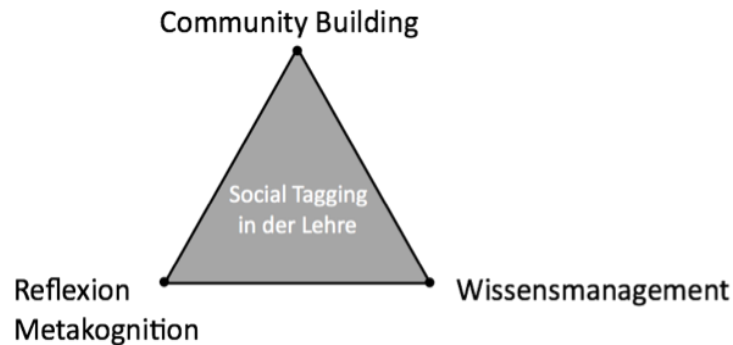 Community Building
Social Tagging
in der Lehre
Reflexion
Metakognition
Wissensmanagement